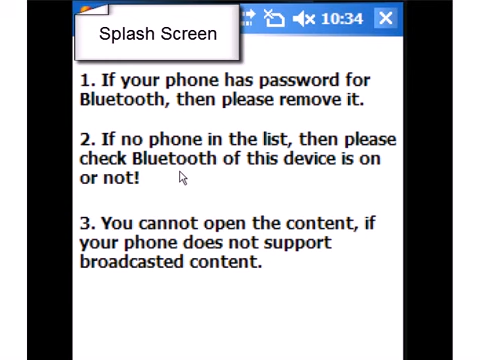 Splash Screen
10:34
1. If your phone has password for
Bluetooth, then please remove it.
2. If no phone in the list, then please
check Bluetooth of this device is on
or not!
3. You cannot open the content, if
your phone does not support
broadcasted content.